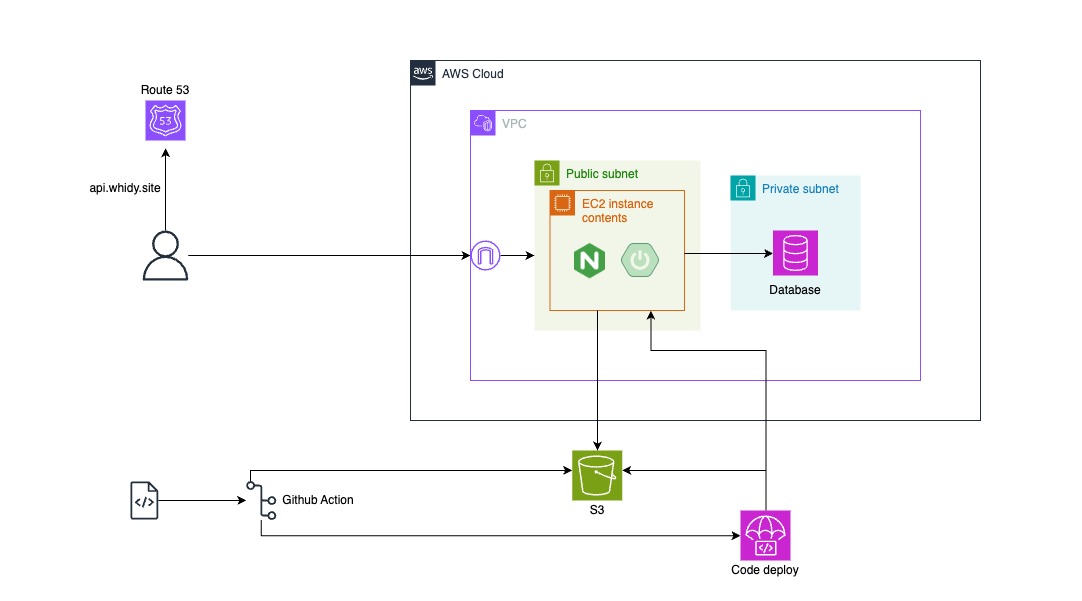 Route 53
53
api.whidy.site
aws
AWS Cloud
VPC
Public subnet
EC2 instance
contents
N
Private subnet
Database
</>
Github Action
S3
</>
Code deploy